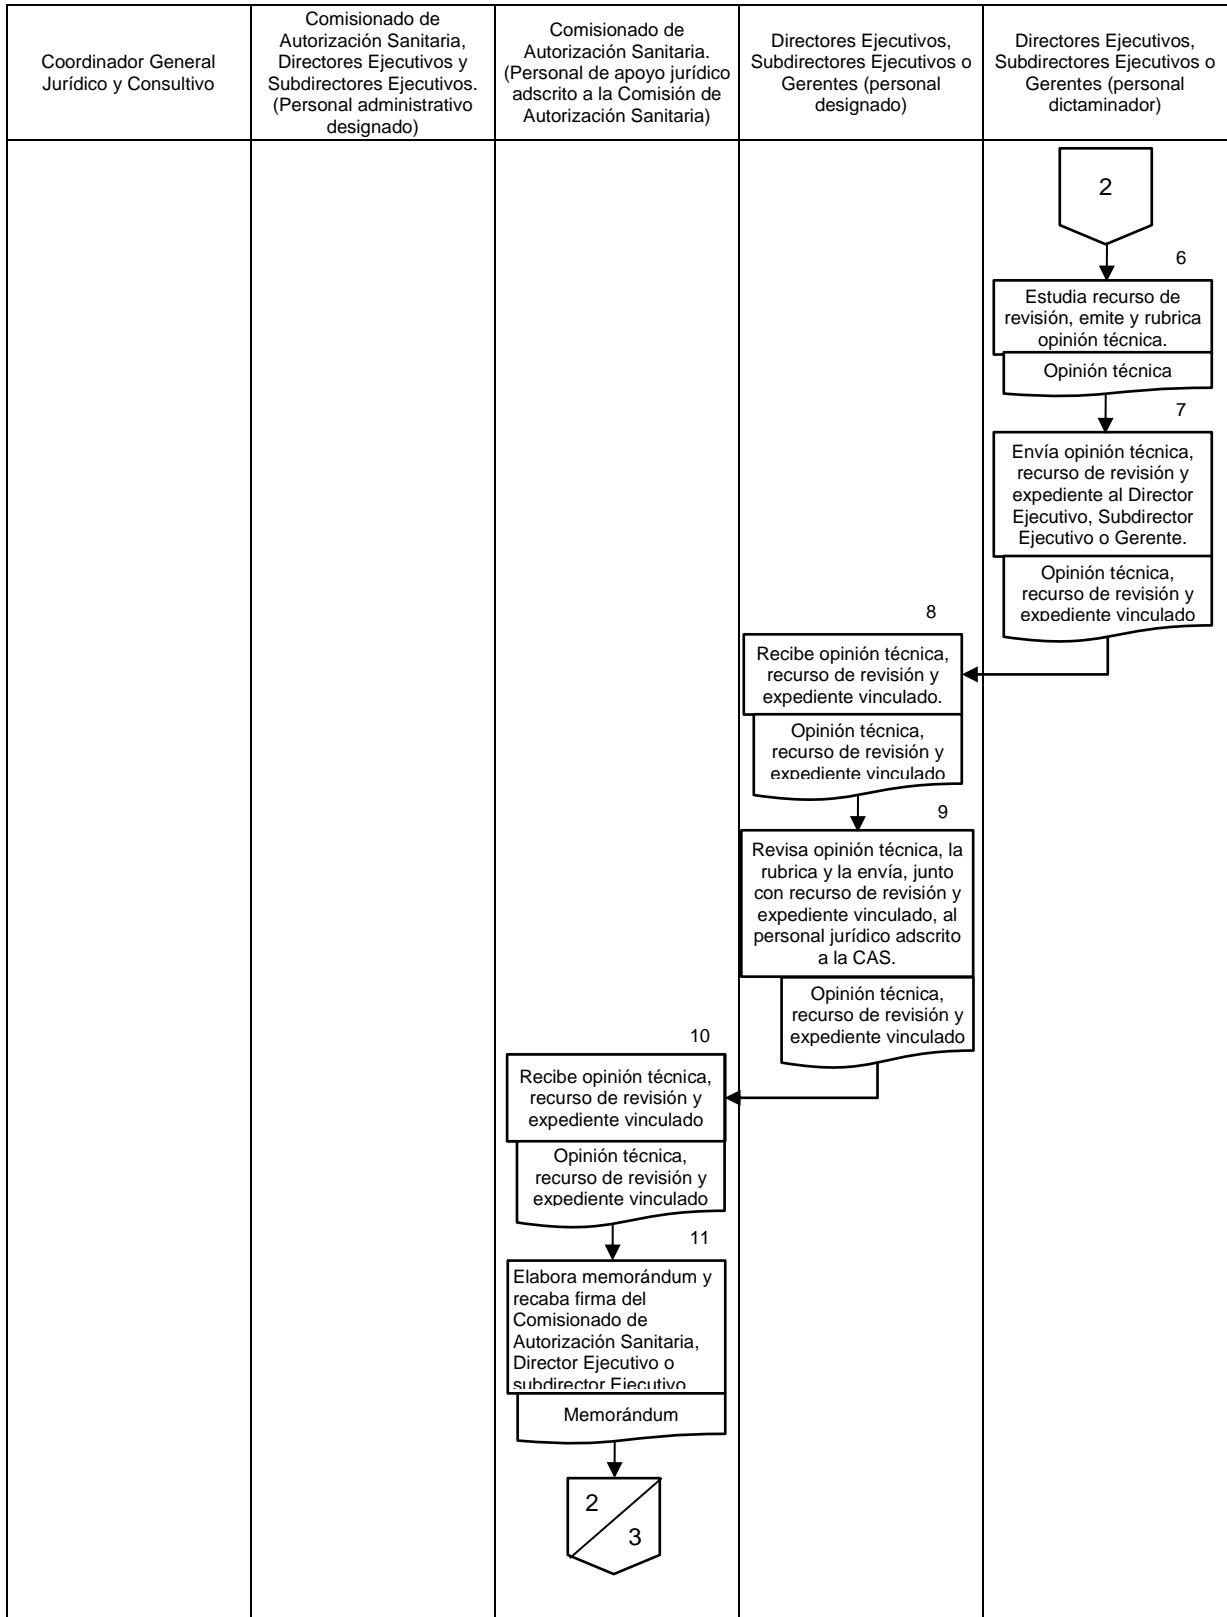 Coordinador General
Jurídico y Consultivo
Comisionado de
Autorización Sanitaria,
Directores Ejecutivos y
Subdirectores Ejecutivos.
(Personal administrativo
designado)
Comisionado de
Autorización Sanitaria.
(Personal de apoyo jurídico
adscrito a la Comisión de
Autorización Sanitaria)
Directores Ejecutivos,
Subdirectores Ejecutivos o
Gerentes (personal
designado)
Directores Ejecutivos,
Subdirectores Ejecutivos o
Gerentes (personal
dictaminador)
2
6
Estudia recurso de
revisión, emite y rubrica
opinión técnica.
Opinión técnica
7
Envía opinión técnica,
recurso de revisión y
expediente al Director
Ejecutivo, Subdirector
Ejecutivo o Gerente.
Opinión técnica,
recurso de revisión y
expediente vinculado
8
Recibe opinión técnica,
recurso de revisión y
expediente vinculado.
Opinión técnica,
recurso de revisión y
expediente vinculado
9
Revisa opinión técnica, la
rubrica y la envía, junto
con recurso de revisión y
expediente vinculado, al
personal jurídico adscrito
a la CAS.
Opinión técnica,
recurso de revisión y
expediente vinculado
10
Recibe opinión técnica,
recurso de revisión y
expediente vinculado
Opinión técnica,
recurso de revisión y
expediente vinculado
11
Elabora memorándum y
recaba firma del
Comisionado de
Autorización Sanitaria,
Director Ejecutivo o
subdirector Ejecutivo
Memorándum
2
3